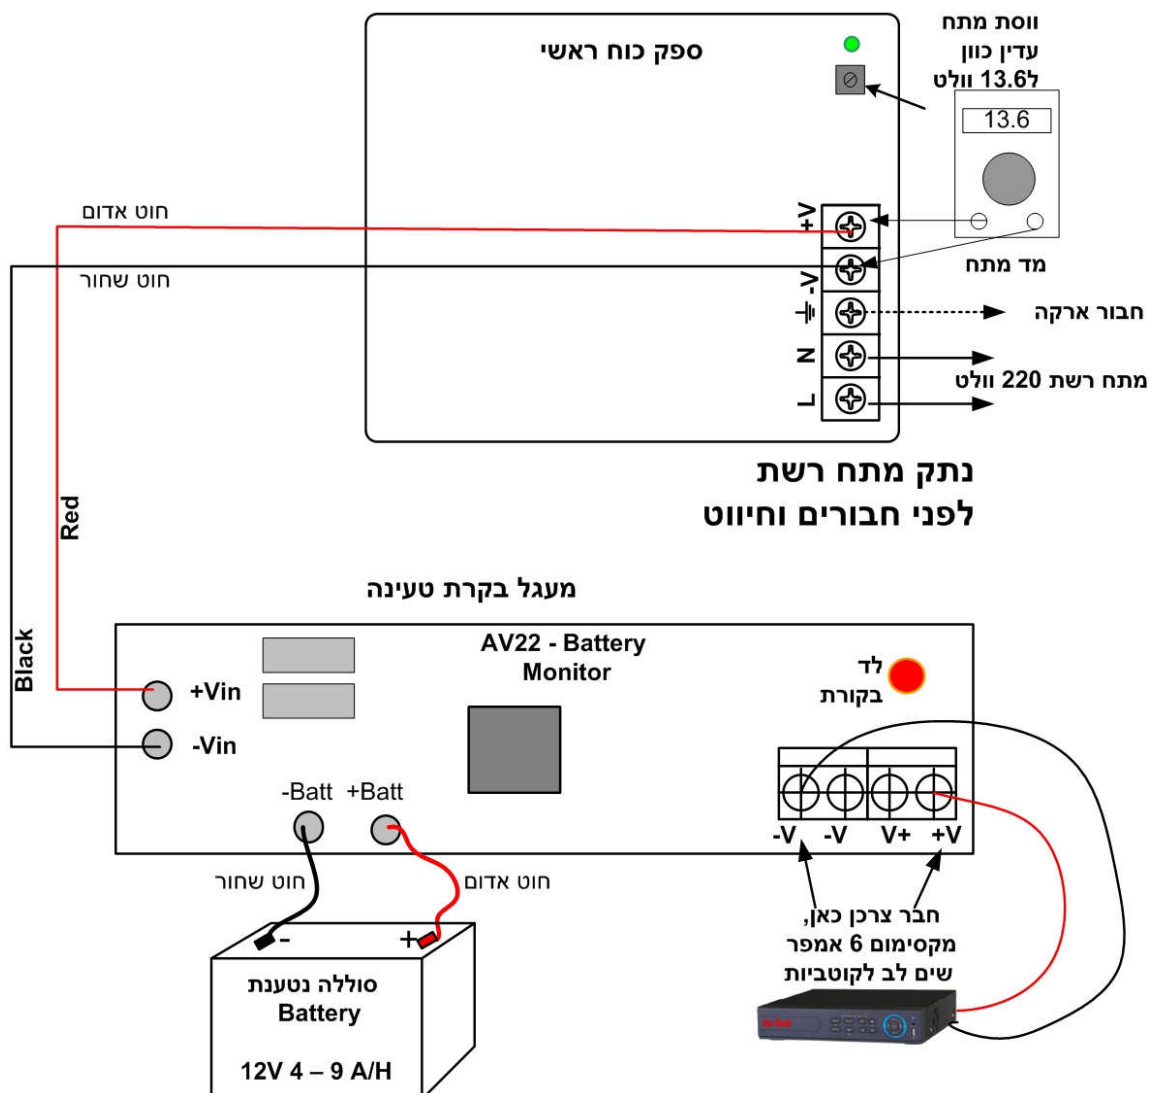 ווסת מתח
עדין כוון
ל13.6 וולט
ספק כוח ראשי
13.6
חוט אדום
+V
מד מתח
חוט שחור
-V
חבור ארקה
N
מתח רשת 220 וולט
L
נתק מתח רשת
לפני חבורים וחיווט
Red
Black
מעגל בקרת טעינה
AV22 - Battery
Monitor
לד
בקורת
+Vin
-Vin
-Batt
+Batt
-V
-V
V+
+V
חוט שחור
חוט אדום
חבר צרכן כאן,
מקסימום 6 אמפר
שים לב לקוטביות
-
+
סוללה נטענת
Battery
12V 4 – 9 A/H